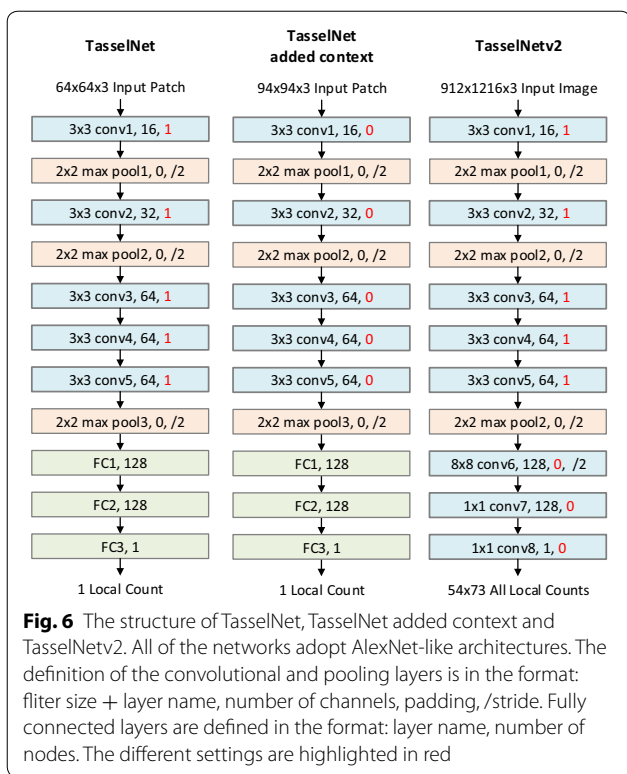 TasselNet
64x64x3 Input Patch
3x3 conv1, 16, 1
2x2 max pool1, 0, /2
3x3 conv2, 32, 1
2x2 max pool2, 0, /2
3x3 conv3, 64, 1
3x3 conv4, 64, 1
3x3 conv5, 64, 1
2x2 max pool3, 0, /2
FC1, 128
FC2, 128
FC3, 1
1 Local Count
TasselNet
added context
94x94x3 Input Patch
3x3 conv1, 16, 0
2x2 max pool1, 0, /2
3x3 conv2, 32, 0
2x2 max pool2, 0, /2
3x3 conv3, 64, 0
3x3 conv4, 64, 0
3x3 conv5, 64, 0
2x2 max pool3, 0, /2
FC1, 128
FC2, 128
FC3, 1
1 Local Count
TasselNetv2
912x1216x3 Input Image
3x3 conv1, 16, 1
2x2 max pool1, 0, /2
3x3 conv2, 32, 1
2x2 max pool2, 0, /2
3x3 conv3, 64, 1
3x3 conv4, 64, 1
3x3 conv5, 64, 1
2x2 max pool2, 0, /2
8x8 conv6, 128, 0, /2
1x1 conv7, 128, 0
1x1 conv8, 1, 0
54x73 All Local Counts
Fig. 6 The structure of TasselNet, TasselNet added context and
TasselNetv2. All of the networks adopt AlexNet-like architectures. The
definition of the convolutional and pooling layers is in the format:
fliter size + layer name, number of channels, padding, /stride. Fully
connected layers are defined in the format: layer name, number of
nodes. The different settings are highlighted in red